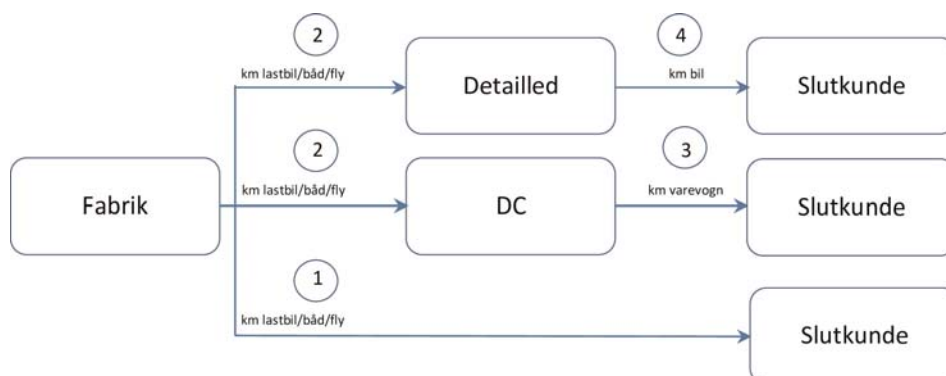 2
4
km lastbil/båd/fly
km bil
Detailled
Slutkunde
2
3
km lastbil/båd/fly
km varevogn
Fabrik
DC
Slutkunde
1
km lastbil/båd/fly
Slutkunde